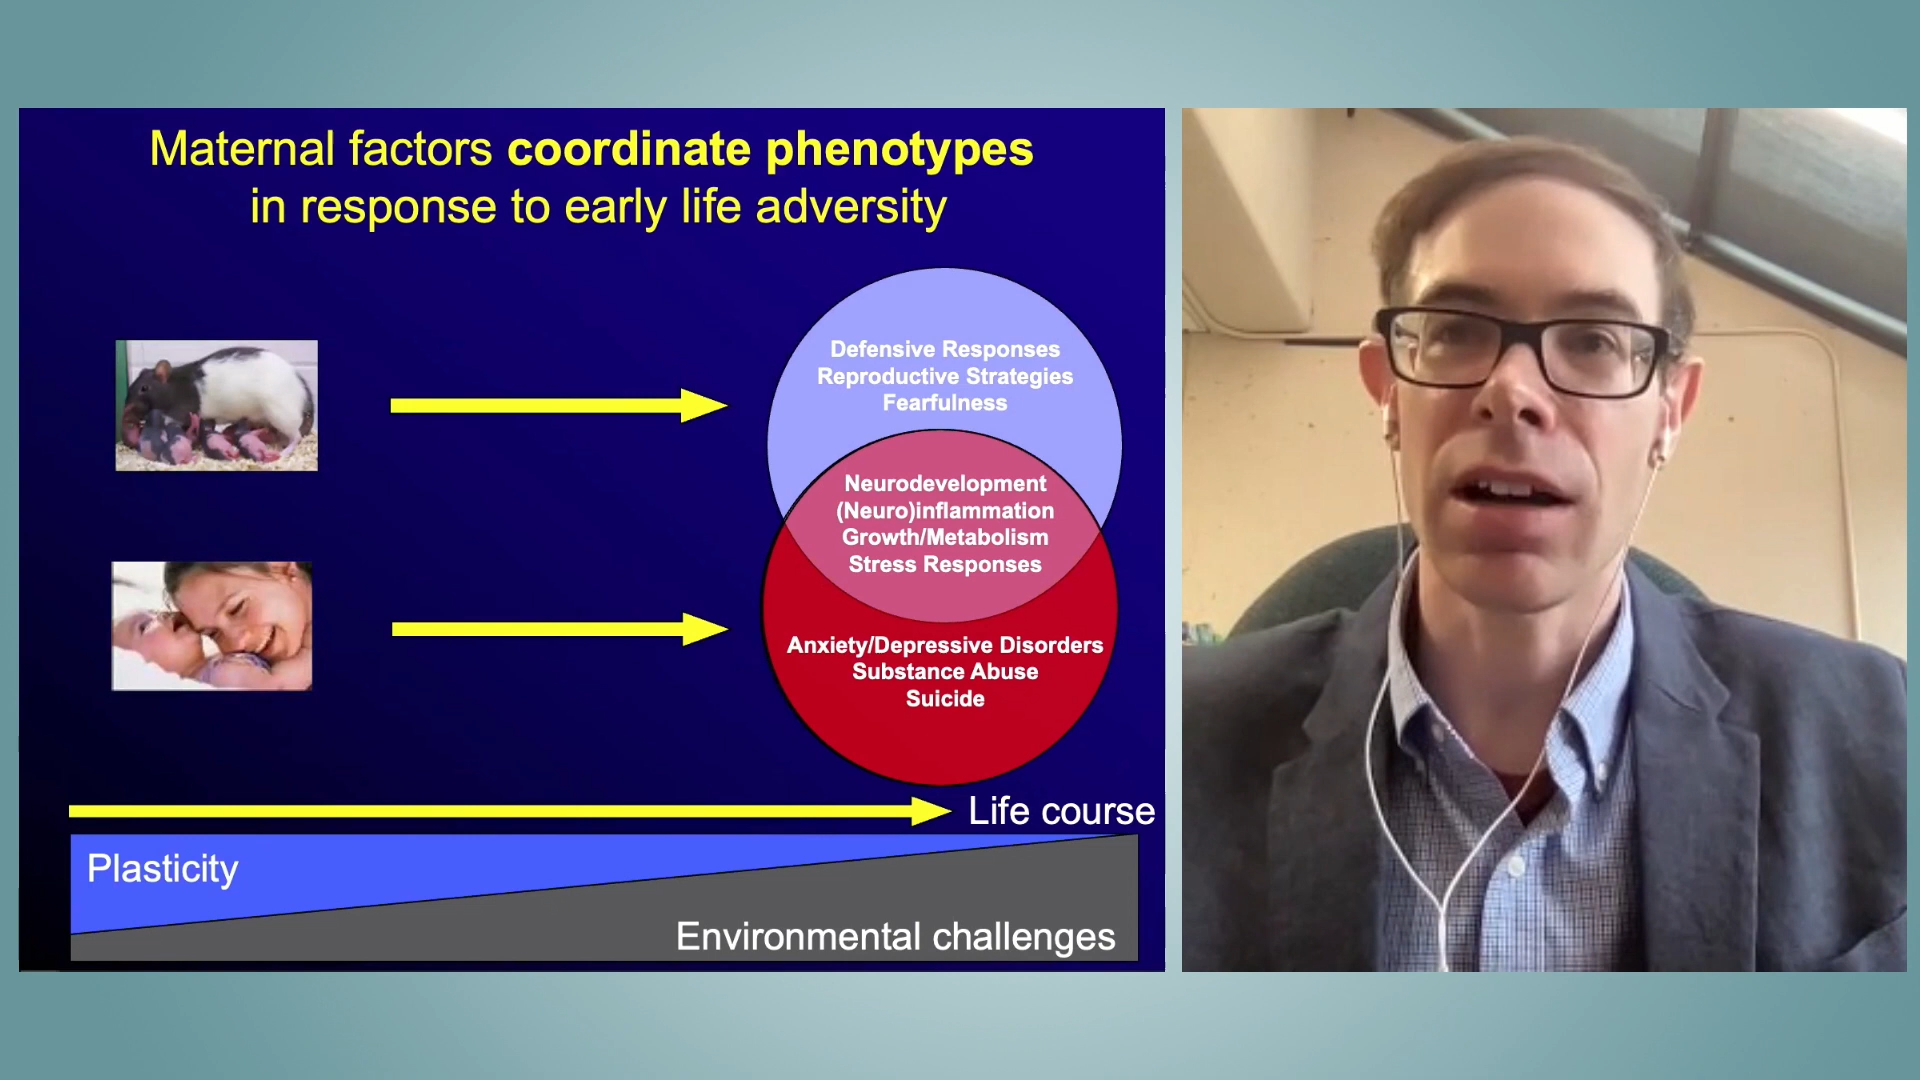 Maternal factors coordinate phenotypes
in response to early life adversity
Defensive Responses
Reproductive Strategies
Fearfulness
Neurodevelopment
(Neuro)inflammation
Growth/Metabolism
Stress Responses
Anxiety/Depressive Disorders
Substance Abuse
Suicide
Life course
Plasticity
Environmental challenges